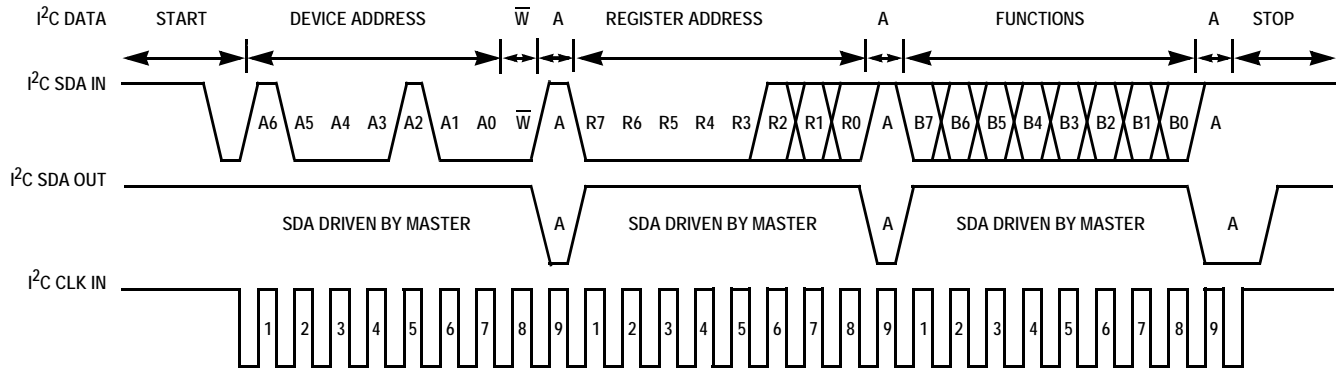 I²C DATA START DEVICE ADDRESS W̅ A REGISTER ADDRESS A FUNCTIONS A STOP
I²C SDA IN
A6 A5 A4 A3 A2 A1 A0 W̅ A R7 R6 R5 R4 R3 R2 R1 R0 A B7 B6 B5 B4 B3 B2 B1 B0 A
I²C SDA OUT
SDA DRIVEN BY MASTER A SDA DRIVEN BY MASTER A SDA DRIVEN BY MASTER A
I²C CLK IN
1 2 3 4 5 6 7 8 9 1 2 3 4 5 6 7 8 9 1 2 3 4 5 6 7 8 9